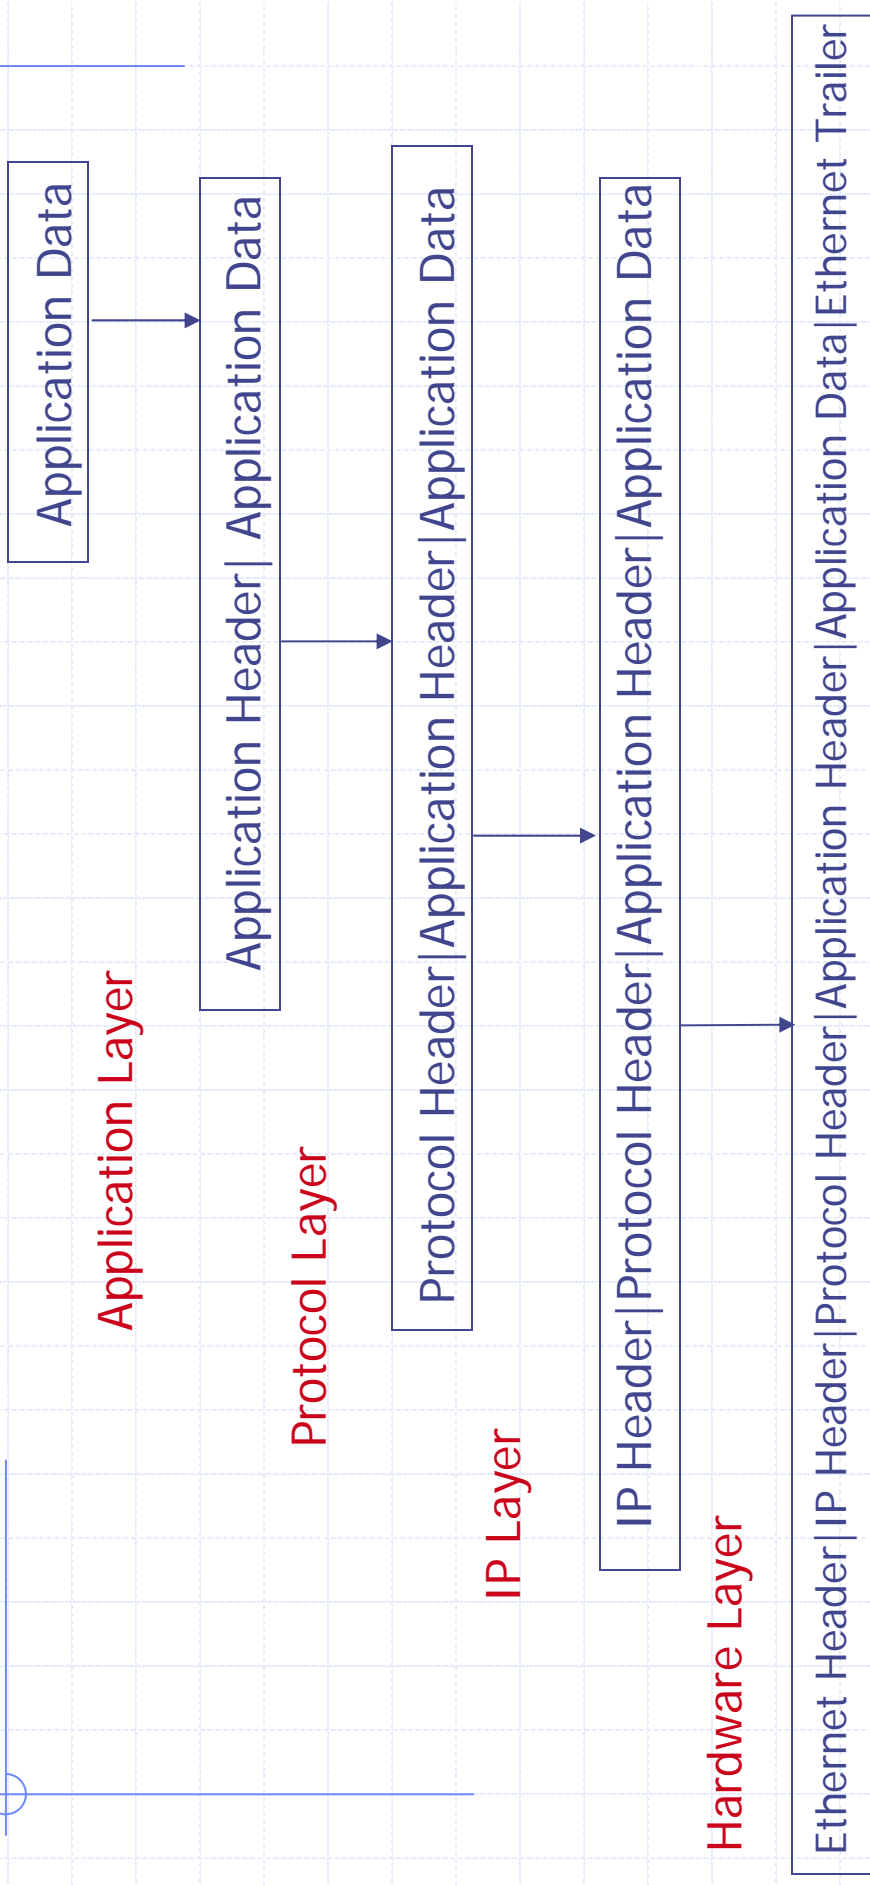 Application Data
Application Layer
Application Header| Application Data
Protocol Layer
Protocol Header|Application Header|Application Data
IP Layer
IP Header|Protocol Header|Application Header|Application Data
Hardware Layer
Ethernet Header|IP Header|Protocol Header|Application Header|Application Data|Ethernet Trailer